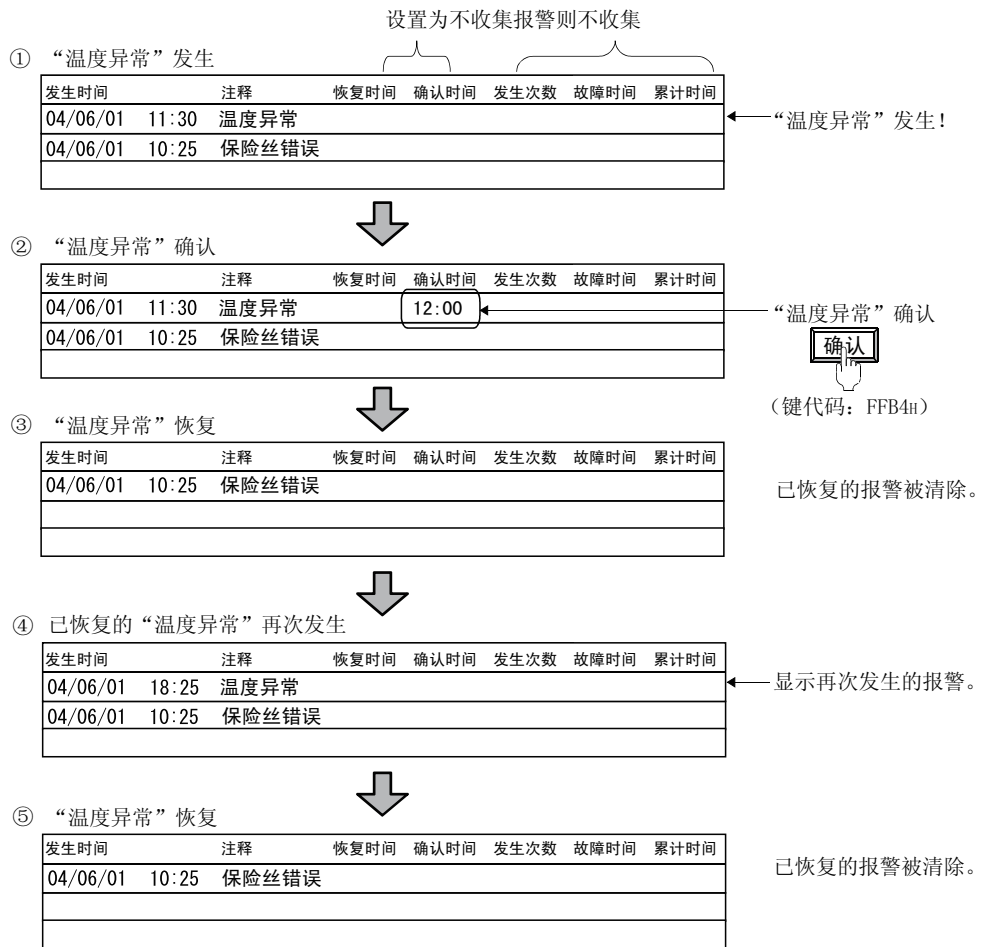 设置为不收集报警则不收集
① “温度异常”发生
发生时间 注释 恢复时间 确认时间 发生次数 故障时间 累计时间
04/06/01 11:30 温度异常
“温度异常”发生!
04/06/01 10:25 保险丝错误
② “温度异常”确认
发生时间 注释 恢复时间 确认时间 发生次数 故障时间 累计时间
04/06/01 11:30 温度异常 12:00
“温度异常”确认
04/06/01 10:25 保险丝错误
确认
(键代码: FFB4H)
③ “温度异常”恢复
发生时间 注释 恢复时间 确认时间 发生次数 故障时间 累计时间
04/06/01 10:25 保险丝错误
已恢复的报警被清除。
④ 已恢复的“温度异常”再次发生
发生时间 注释 恢复时间 确认时间 发生次数 故障时间 累计时间
04/06/01 18:25 温度异常
显示再次发生的报警。
04/06/01 10:25 保险丝错误
⑤ “温度异常”恢复
发生时间 注释 恢复时间 确认时间 发生次数 故障时间 累计时间
04/06/01 10:25 保险丝错误
已恢复的报警被清除。